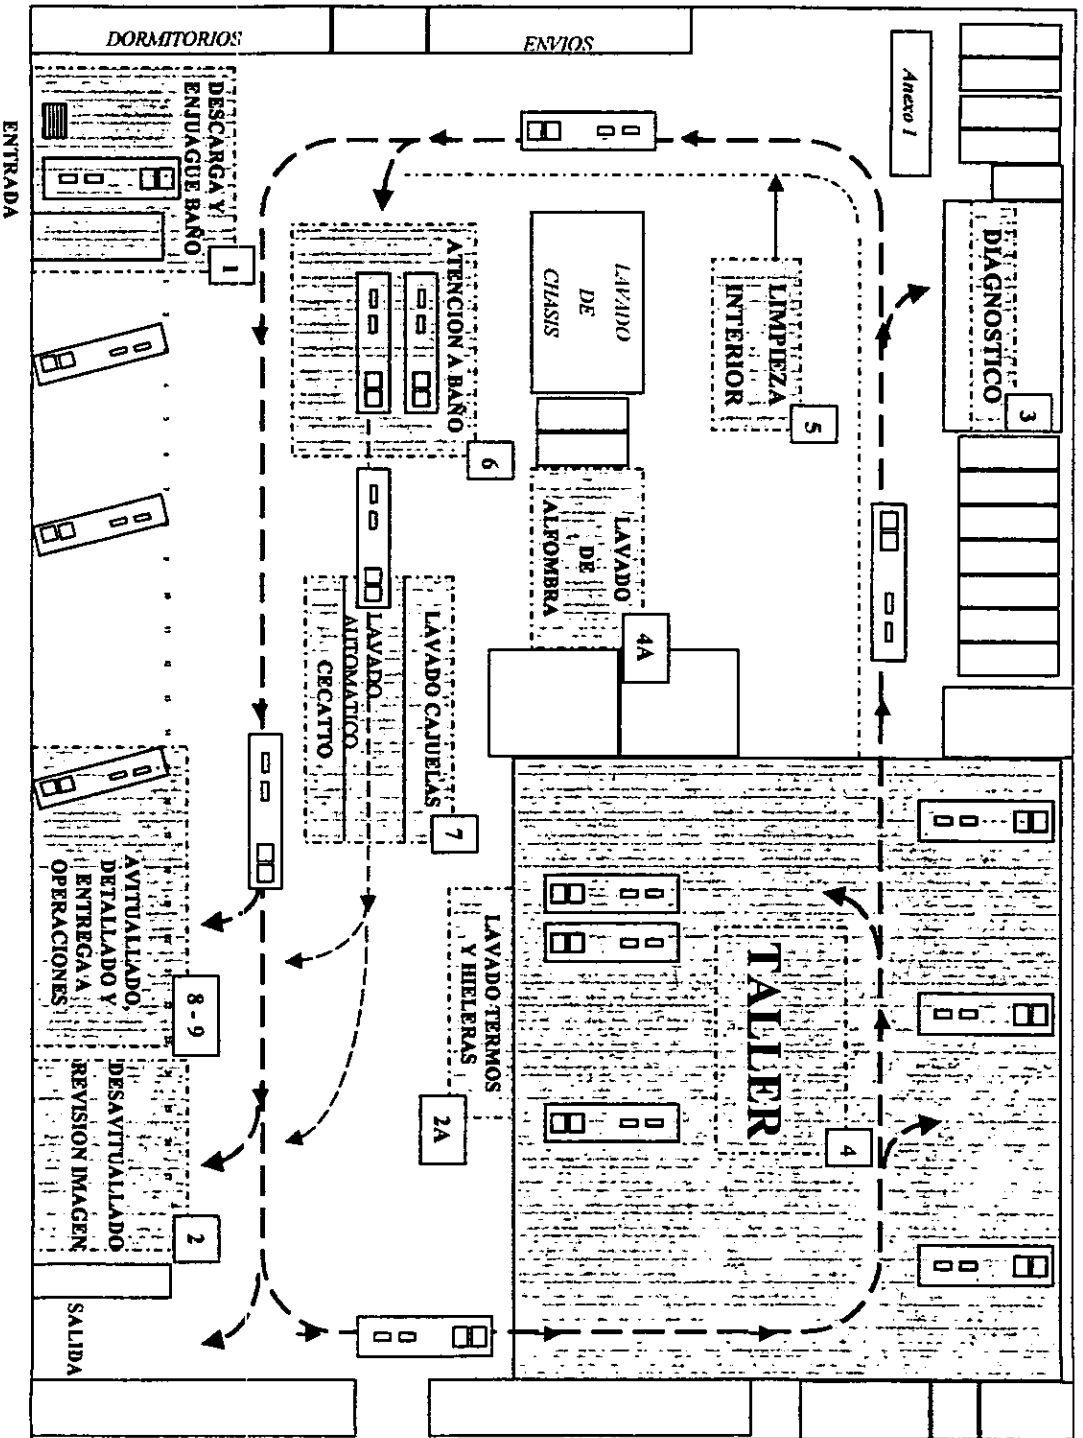 DORMITORIOS
ENVIOS
Anexo 1
DESCARGA Y
ENJUAGUE BAÑO
1
ENTRADA
ATENCION A BAÑO
6
LAVADO
DE
CHASIS
LIMPIEZA
INTERIOR
5
DIAGNOSTICO
3
LAVADO
DE
ALFOMBRA
4A
LAVADO CAJUELAS
LAVADO
AUTOMATICO
CECATTO
7
AVITUALLADO,
DETALLADO Y
ENTREGA A
OPERACIONES
8 - 9
LAVADO TERMOS
Y HIELERAS
2A
TALLER
4
DESAVITUALLADO
REVISION IMAGEN
2
SALIDA